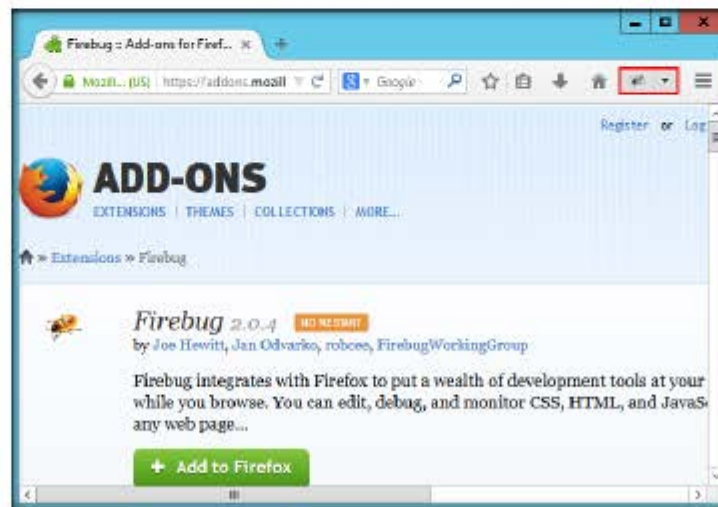 Firebug :: Add-ons for Firef...
Mozill... (US) https://addons.mozill Google
Register or Log
ADD-ONS
EXTENSIONS | THEMES | COLLECTIONS | MORE...
» Extensions » Firebug
Firebug 2.0.4 NO RESTART
by Joe Hewitt, Jan Odvarko, robcee, FirebugWorkingGroup
Firebug integrates with Firefox to put a wealth of development tools at your
while you browse. You can edit, debug, and monitor CSS, HTML, and JavaS
any web page...
+ Add to Firefox